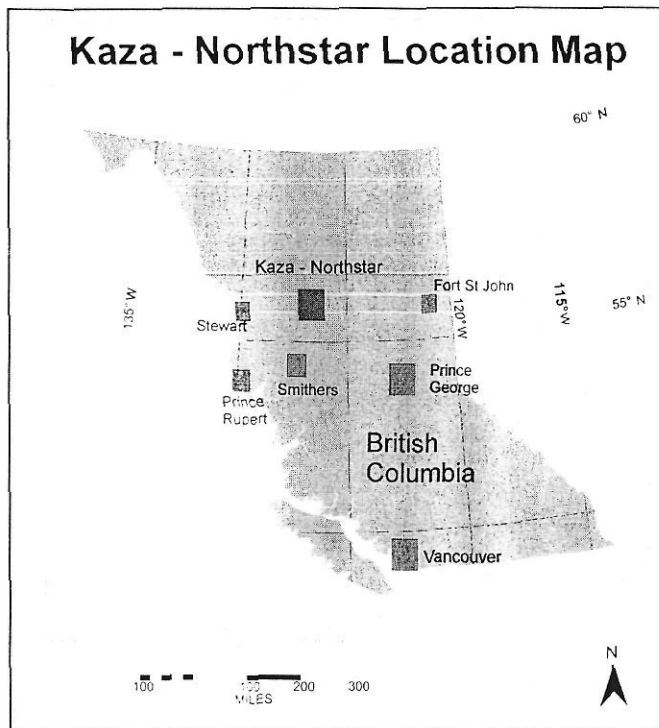 Kaza - Northstar Location Map
60° N
Kaza - Northstar
Fort St John
135° W
115° W
55° N
120° W
Stewart
Smithers
Prince
George
Prince
Rupert
British
Columbia
Vancouver
N
100 100 200 300
MILES